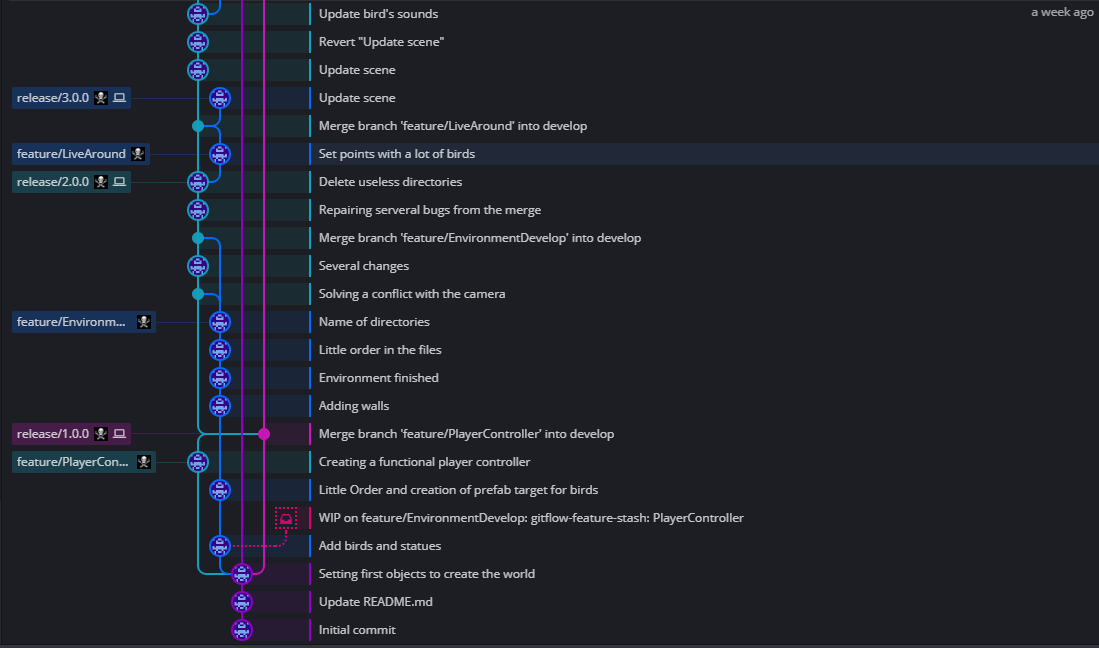 Update bird's sounds
a week ago
Revert "Update scene"
Update scene
release/3.0.0 Update scene
Merge branch 'feature/LiveAround' into develop
feature/LiveAround Set points with a lot of birds
release/2.0.0 Delete useless directories
Repairing serveral bugs from the merge
Merge branch 'feature/EnvironmentDevelop' into develop
Several changes
Solving a conflict with the camera
feature/Environm... Name of directories
Little order in the files
Environment finished
Adding walls
release/1.0.0 Merge branch 'feature/PlayerController' into develop
feature/PlayerCon... Creating a functional player controller
Little Order and creation of prefab target for birds
WIP on feature/EnvironmentDevelop: gitflow-feature-stash: PlayerController
Add birds and statues
Setting first objects to create the world
Update README.md
Initial commit